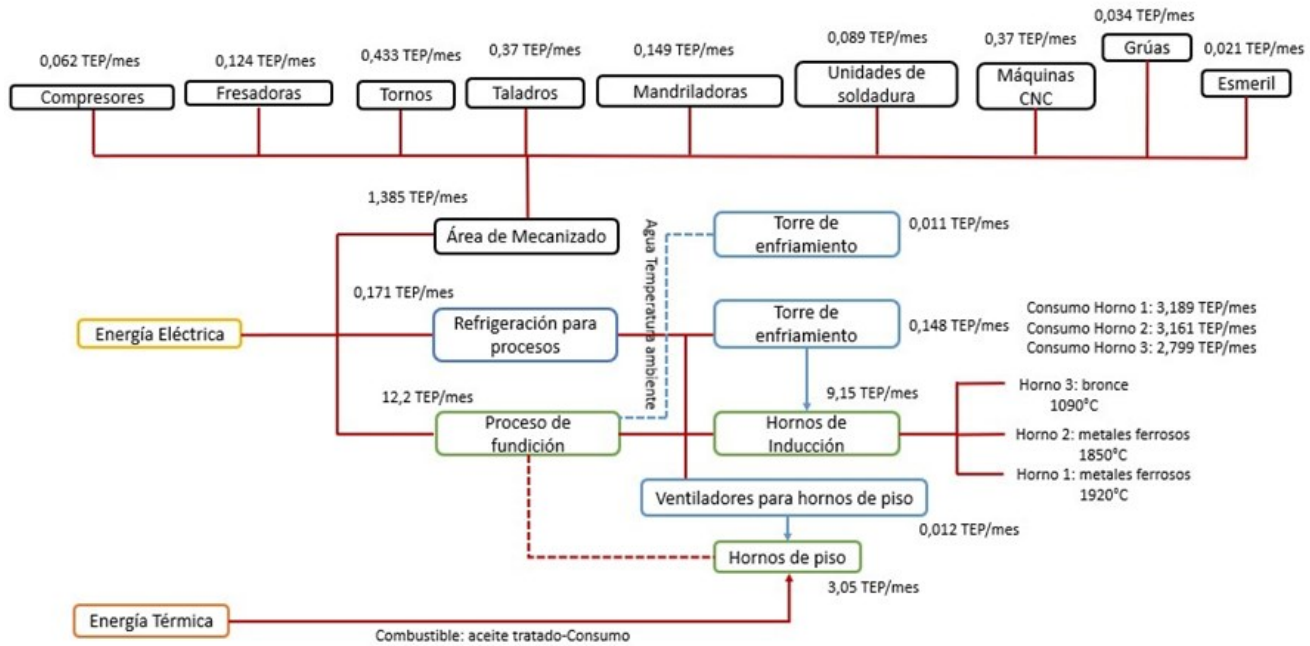 0,062 TEP/mes
Compresores
0,124 TEP/mes
Fresadoras
0,433 TEP/mes
Tornos
0,37 TEP/mes
Taladros
0,149 TEP/mes
Mandriladoras
0,089 TEP/mes
Unidades de
soldadura
0,37 TEP/mes
Máquinas
CNC
0,034 TEP/mes
Grúas
0,021 TEP/mes
Esmeril
1,385 TEP/mes
Área de Mecanizado
Agua Temperatura ambiente
Torre de
enfriamiento
0,011 TEP/mes
Energía Eléctrica
0,171 TEP/mes
Refrigeración para
procesos
Torre de
enfriamiento
0,148 TEP/mes
Consumo Horno 1: 3,189 TEP/mes
Consumo Horno 2: 3,161 TEP/mes
Consumo Horno 3: 2,799 TEP/mes
12,2 TEP/mes
Proceso de
fundición
9,15 TEP/mes
Hornos de
Inducción
Horno 3: bronce
1090°C
Horno 2: metales ferrosos
1850°C
Horno 1: metales ferrosos
1920°C
Ventiladores para hornos de piso
0,012 TEP/mes
Hornos de piso
3,05 TEP/mes
Energía Térmica
Combustible: aceite tratado-Consumo